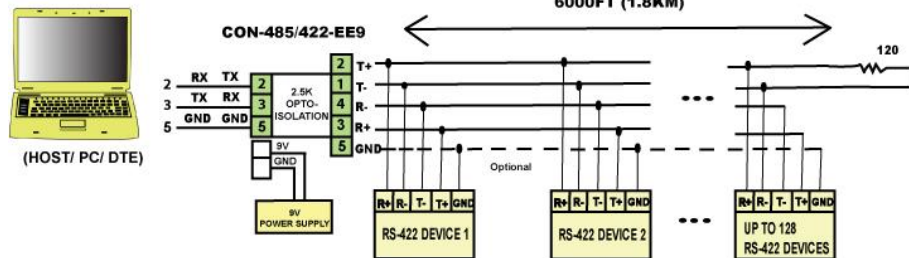 6000FT (1.8KM)
CON-485/422-EE9
120
2 RX TX 2
3 TX RX 3
5 GND GND 5
2.5K
OPTO-
ISOLATION
2 T+
1 T-
4 R-
3 R+
5 GND
(HOST/ PC/ DTE)
9V
GND
9V
POWER SUPPLY
Optional
R+ R- T- T+ GND
RS-422 DEVICE 1
R+ R- T- T+ GND
RS-422 DEVICE 2
R+ R- T- T+ GND
UP TO 128
RS-422 DEVICES